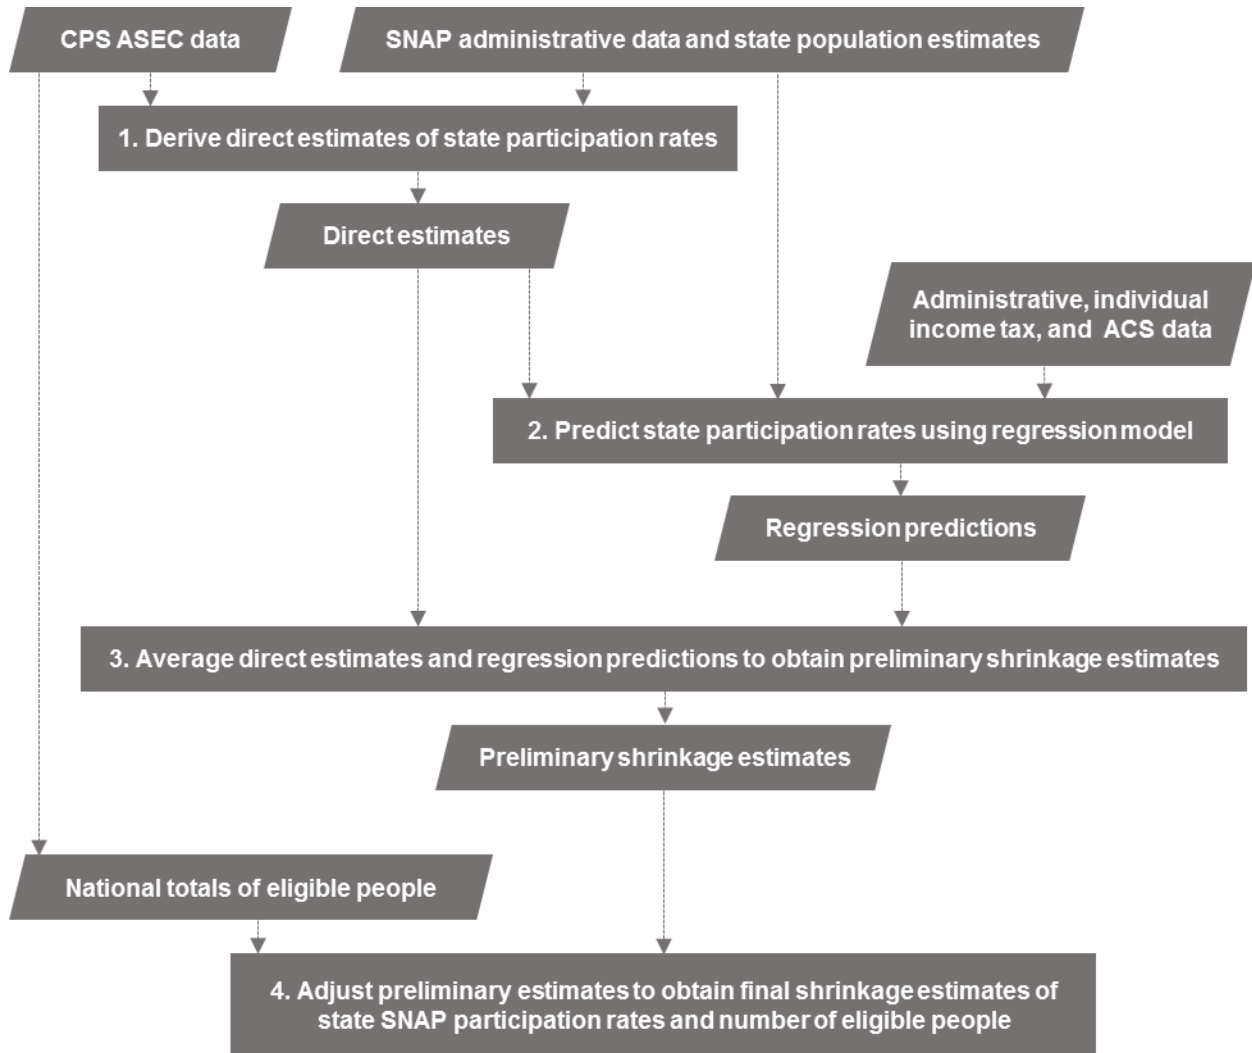 CPS ASEC data
SNAP administrative data and state population estimates
1. Derive direct estimates of state participation rates
Direct estimates
Administrative, individual
income tax, and ACS data
2. Predict state participation rates using regression model
Regression predictions
3. Average direct estimates and regression predictions to obtain preliminary shrinkage estimates
Preliminary shrinkage estimates
National totals of eligible people
4. Adjust preliminary estimates to obtain final shrinkage estimates of
state SNAP participation rates and number of eligible people